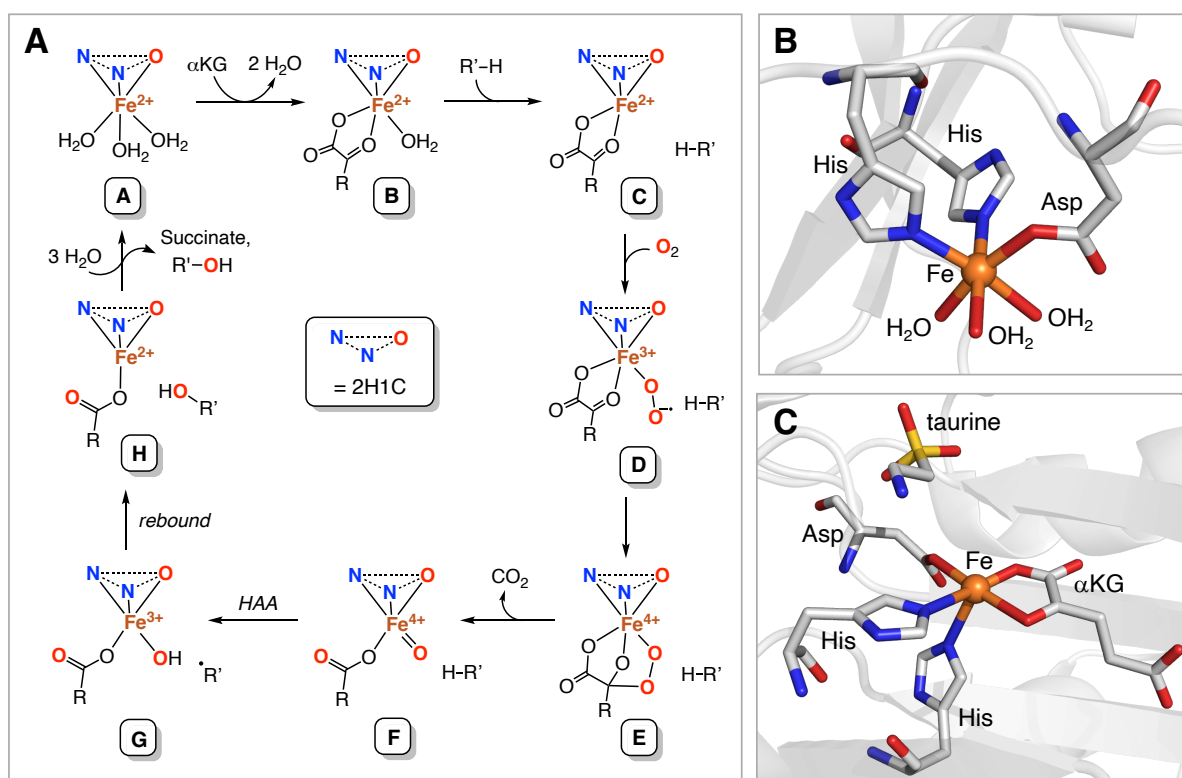 A
N O
N
Fe2+
H2O
OH2
OH2
A
αKG 2 H2O
N O
N
Fe2+
O
O O
OH2
R
B
R'–H
N O
N
Fe2+
O
O O
R
H-R'
C
O2
3 H2O
Succinate,
R'–OH
N O
N
Fe2+
O O
R
HO
R'
H
N O
N
= 2H1C
N O
N
Fe3+
O
O O
O
O–•
R
H-R'
D
rebound
N O
N
Fe3+
O O
OH
R
•R'
G
HAA
N O
N
Fe4+
O O
O
R
H-R'
F
CO2
N O
N
Fe4+
O
O O
O
O
R
H-R'
E
B
His
His
Asp
Fe
H2O
OH2
OH2
C
taurine
Asp
Fe
αKG
His
His